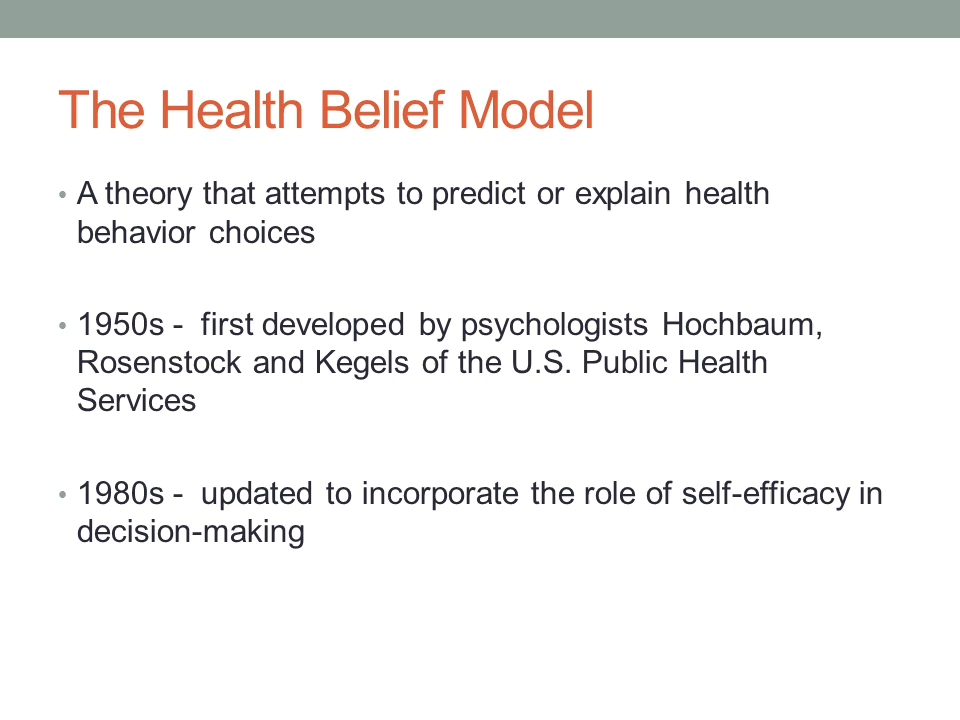 The Health Belief Model
• A theory that attempts to predict or explain health
behavior choices
• 1950s -  first developed by psychologists Hochbaum,
Rosenstock and Kegels of the U.S. Public Health
Services
• 1980s -  updated to incorporate the role of self-efficacy in
decision-making